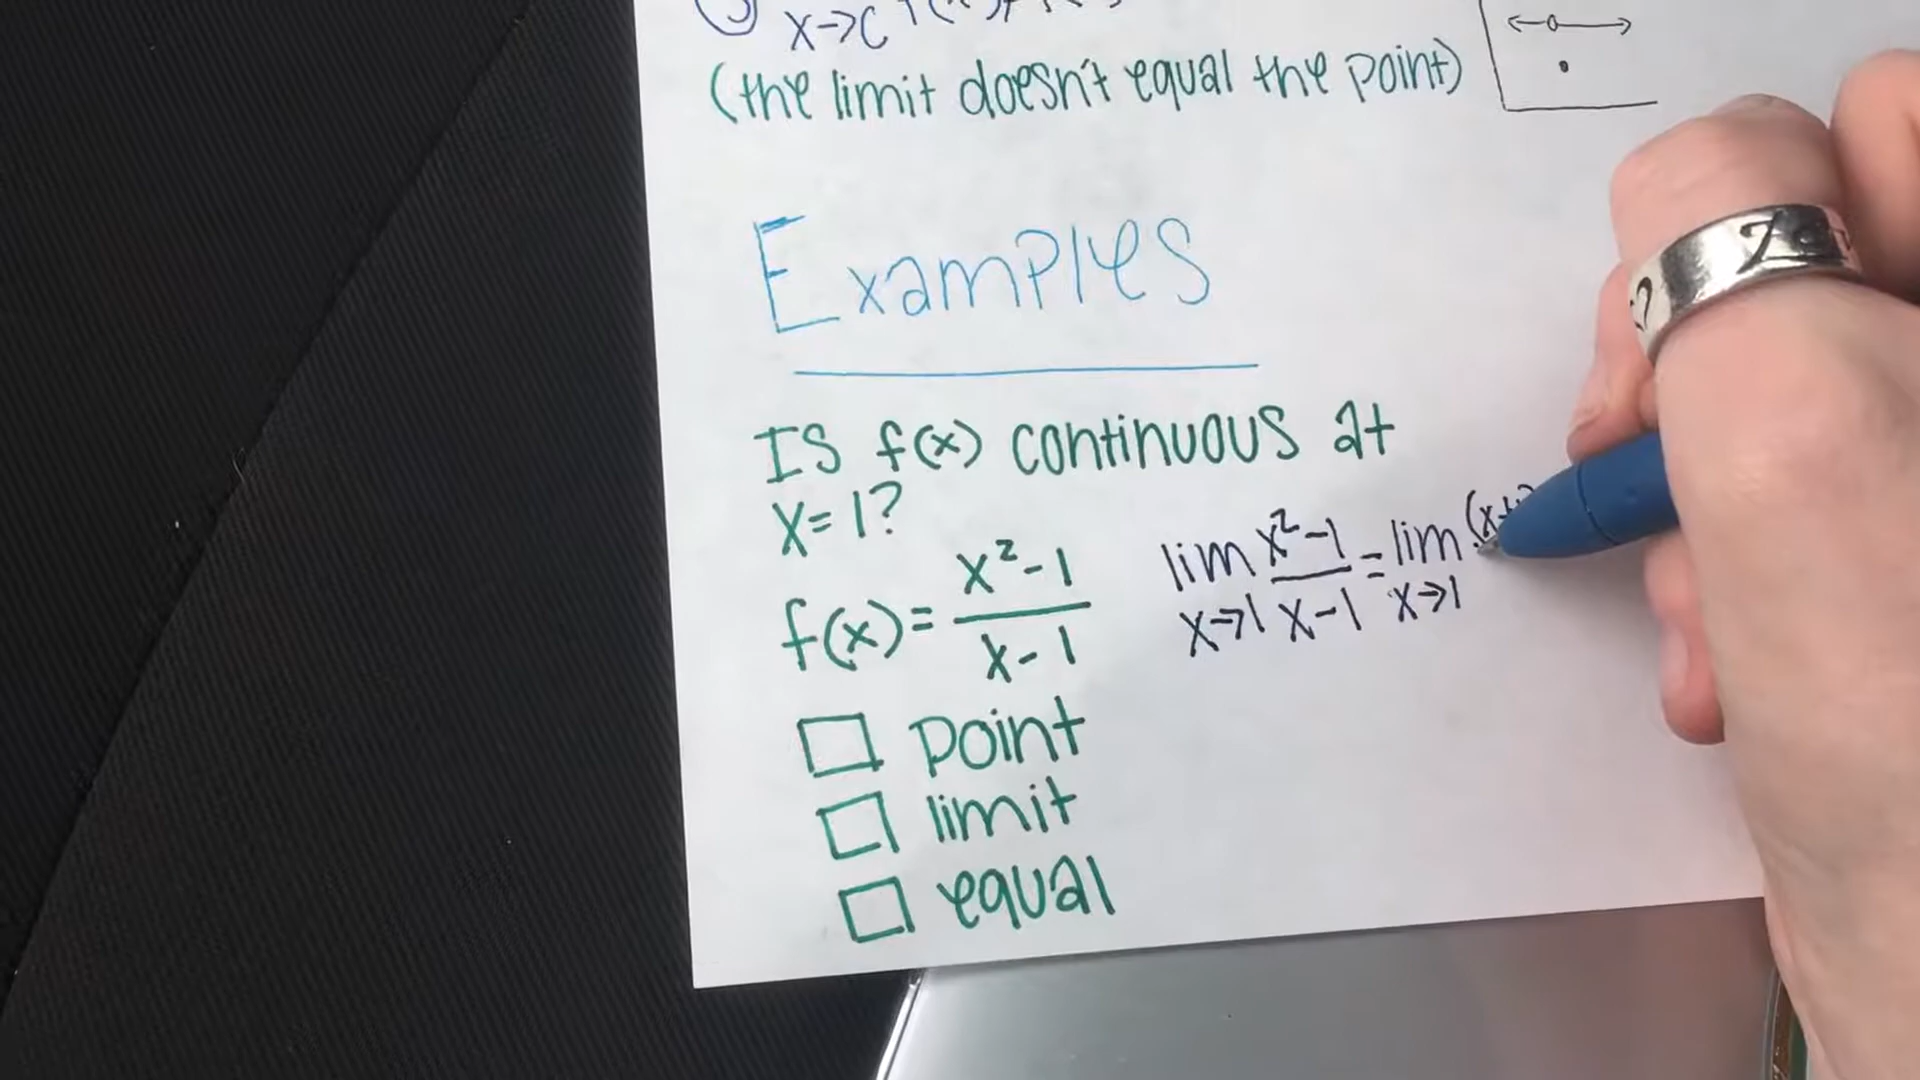 x→c
(the limit doesn't equal the point)
Examples
Is f(x) continuous at
x=1?
f(x)= x²-1 / x-1
lim x→1 x²-1 / x-1 = lim x→1 (x+
□ point
□ limit
□ equal